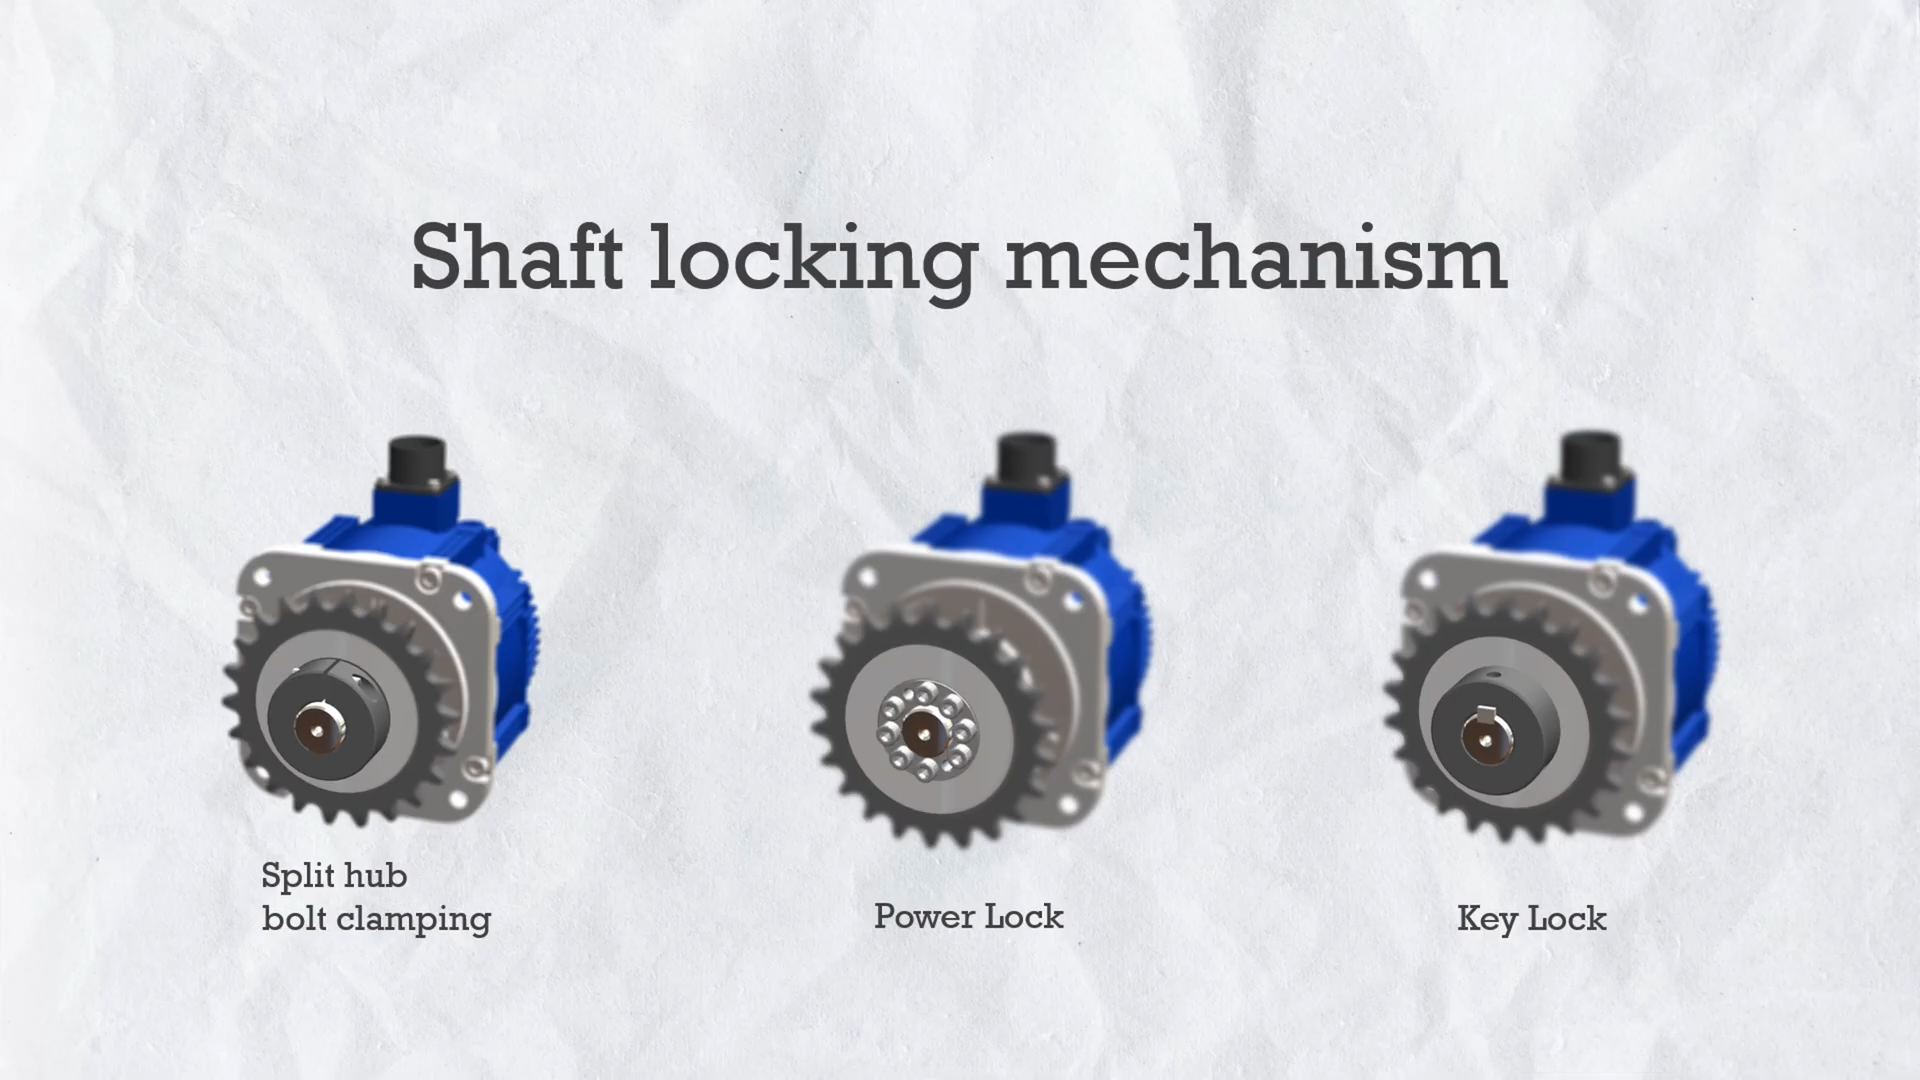 Shaft locking mechanism
Split hub
bolt clamping
Power Lock
Key Lock